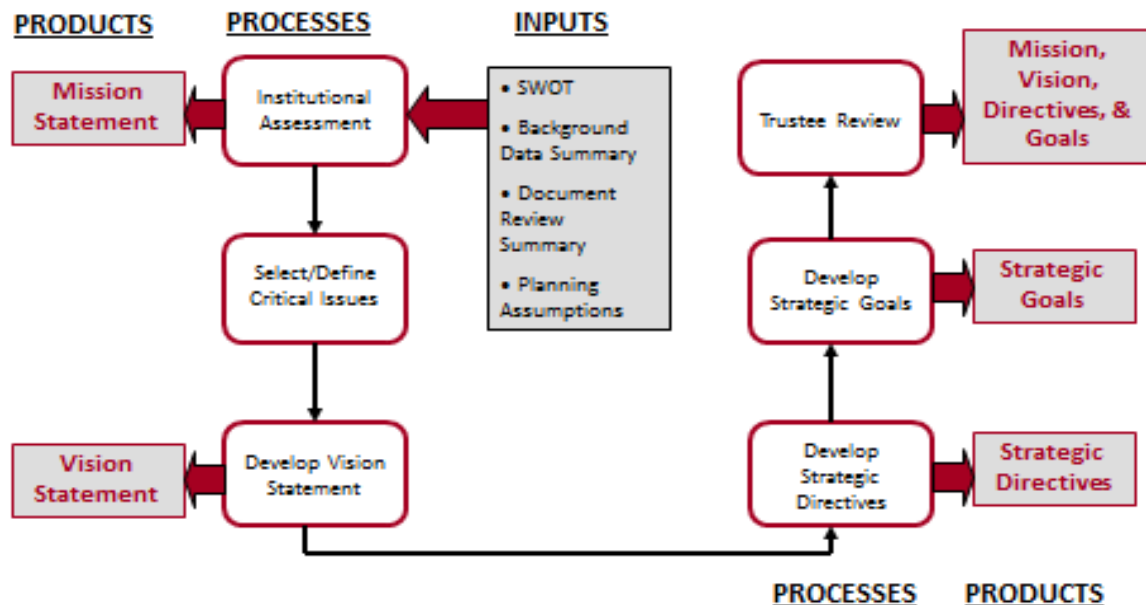 PRODUCTS
PROCESSES
INPUTS
Mission
Statement
Institutional
Assessment
• SWOT
• Background
Data Summary
• Document
Review
Summary
• Planning
Assumptions
Trustee Review
Mission,
Vision,
Directives, &
Goals
Select/Define
Critical Issues
Develop
Strategic Goals
Strategic
Goals
Vision
Statement
Develop Vision
Statement
Develop
Strategic
Directives
Strategic
Directives
PROCESSES
PRODUCTS